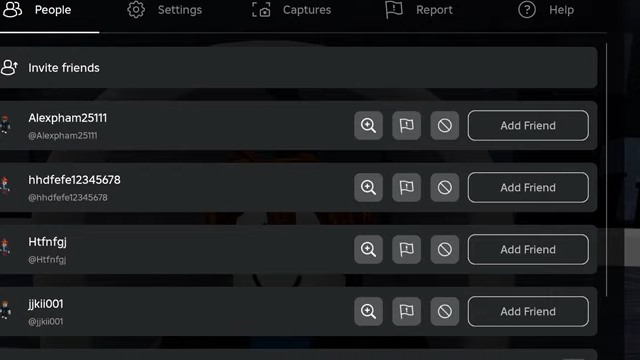 People Settings Captures Report Help
Invite friends
Alexpham25111
@Alexpham25111
Add Friend
hhdfefe12345678
@hhdfefe12345678
Add Friend
Htfnfgj
@Htfnfgj
Add Friend
jjkii001
@jjkii001
Add Friend